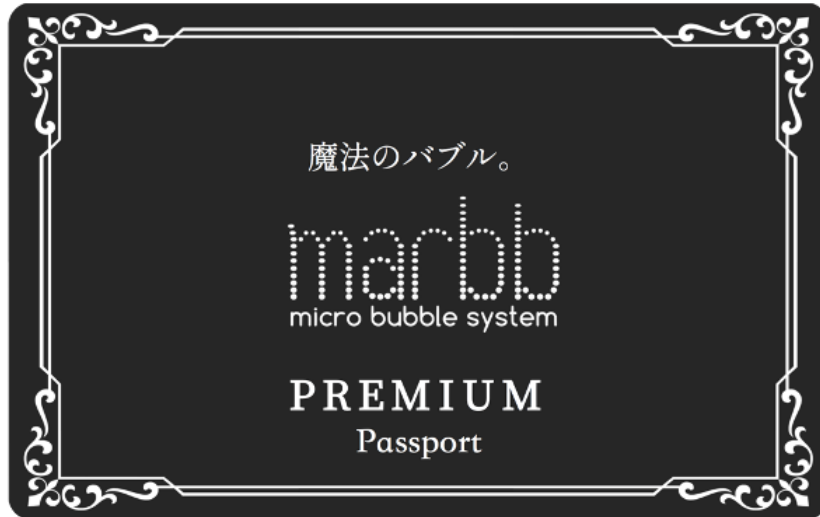 魔法のバブル。
marbb
micro bubble system
PREMIUM
Passport